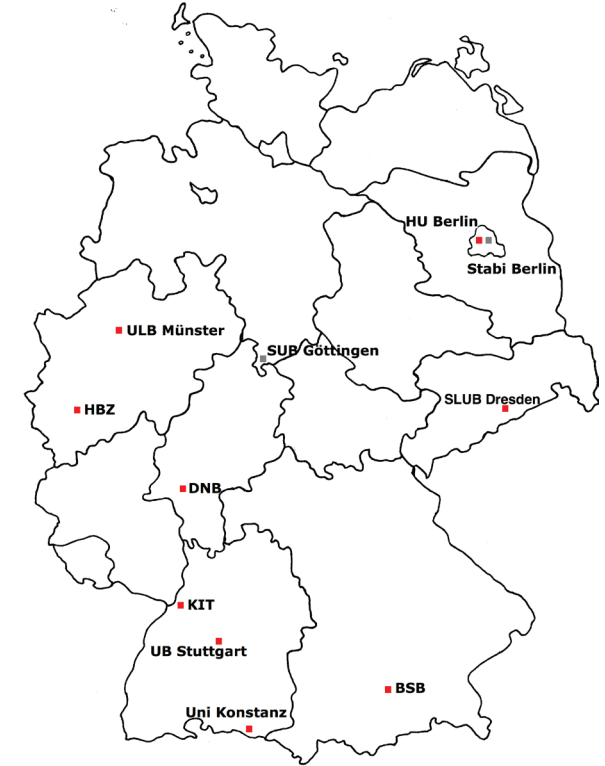 HU Berlin
Stabi Berlin
ULB Münster
SUB Göttingen
SLUB Dresden
HBZ
DNB
KIT
UB Stuttgart
BSB
Uni Konstanz